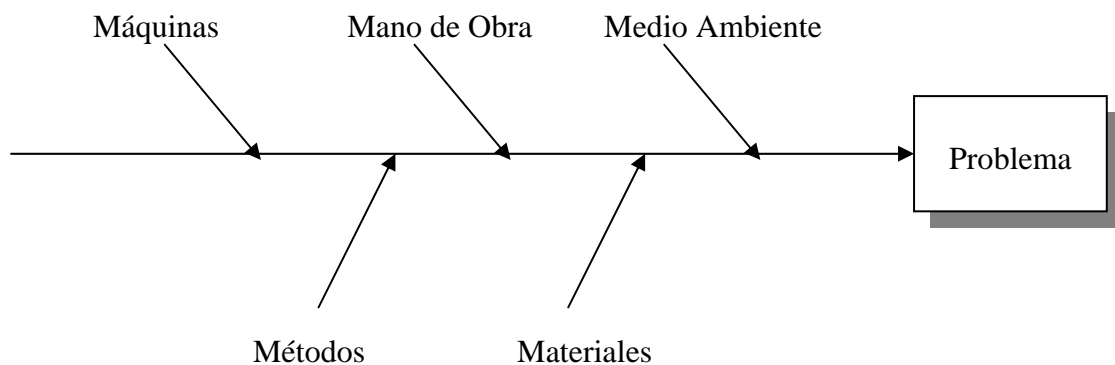 Máquinas
Mano de Obra
Medio Ambiente
Problema
Métodos
Materiales